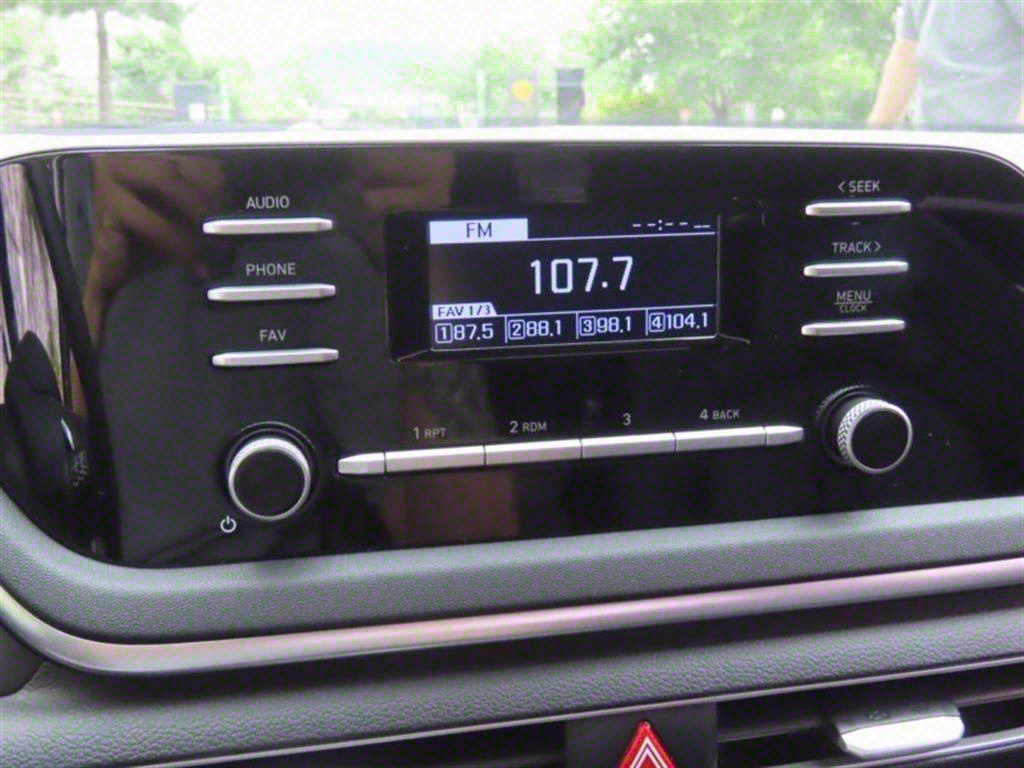 AUDIO
PHONE
FAV
FM --:-- --
107.7
FAV 1/3
1 87.5 2 88.1 3 98.1 4 104.1
< SEEK
TRACK >
MENU
CLOCK
1 RPT 2 RDM 3 4 BACK